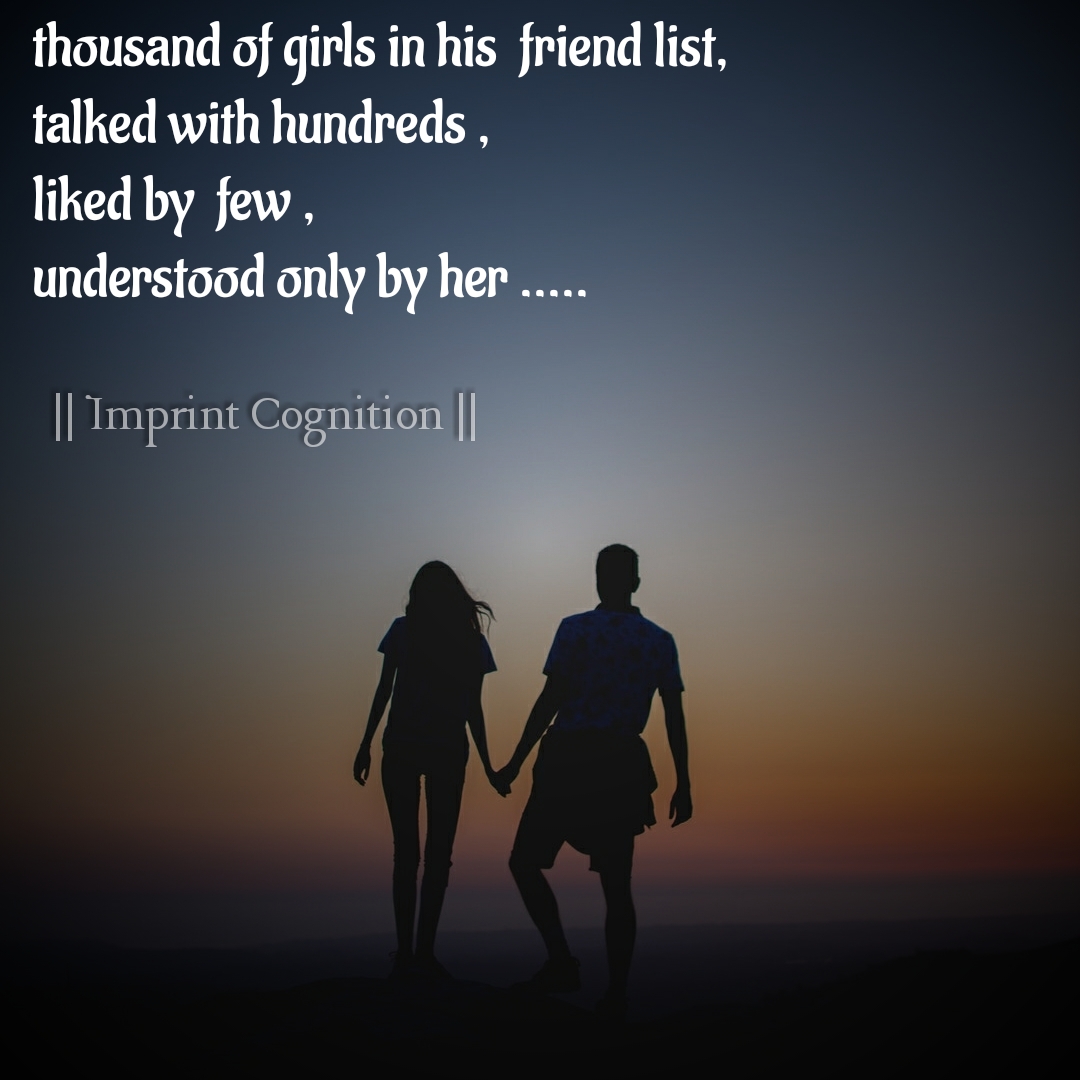 thousand of girls in his friend list,
talked with hundreds ,
liked by few ,
understood only by her .....
|| Imprint Cognition ||